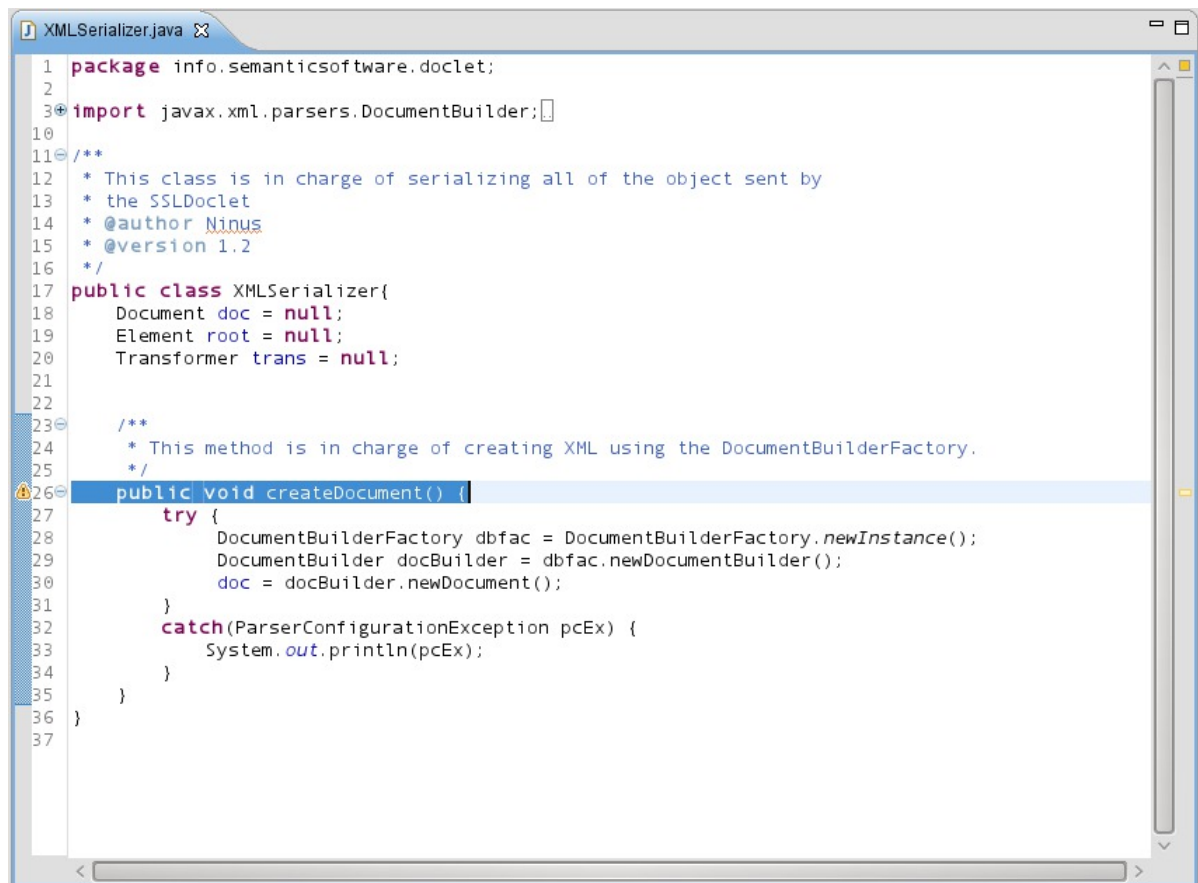 XMLSerializer.java
1 package info.semanticsoftware.doclet;
2
3 import javax.xml.parsers.DocumentBuilder;
10
11 /**
12 * This class is in charge of serializing all of the object sent by
13 * the SSLDoclet
14 * @author Ninus
15 * @version 1.2
16 */
17 public class XMLSerializer{
18 Document doc = null;
19 Element root = null;
20 Transformer trans = null;
21
22
23 /**
24 * This method is in charge of creating XML using the DocumentBuilderFactory.
25 */
26 public void createDocument() {
27 try {
28 DocumentBuilderFactory dbfac = DocumentBuilderFactory.newInstance();
29 DocumentBuilder docBuilder = dbfac.newDocumentBuilder();
30 doc = docBuilder.newDocument();
31 }
32 catch(ParserConfigurationException pcEx) {
33 System.out.println(pcEx);
34 }
35 }
36 }
37